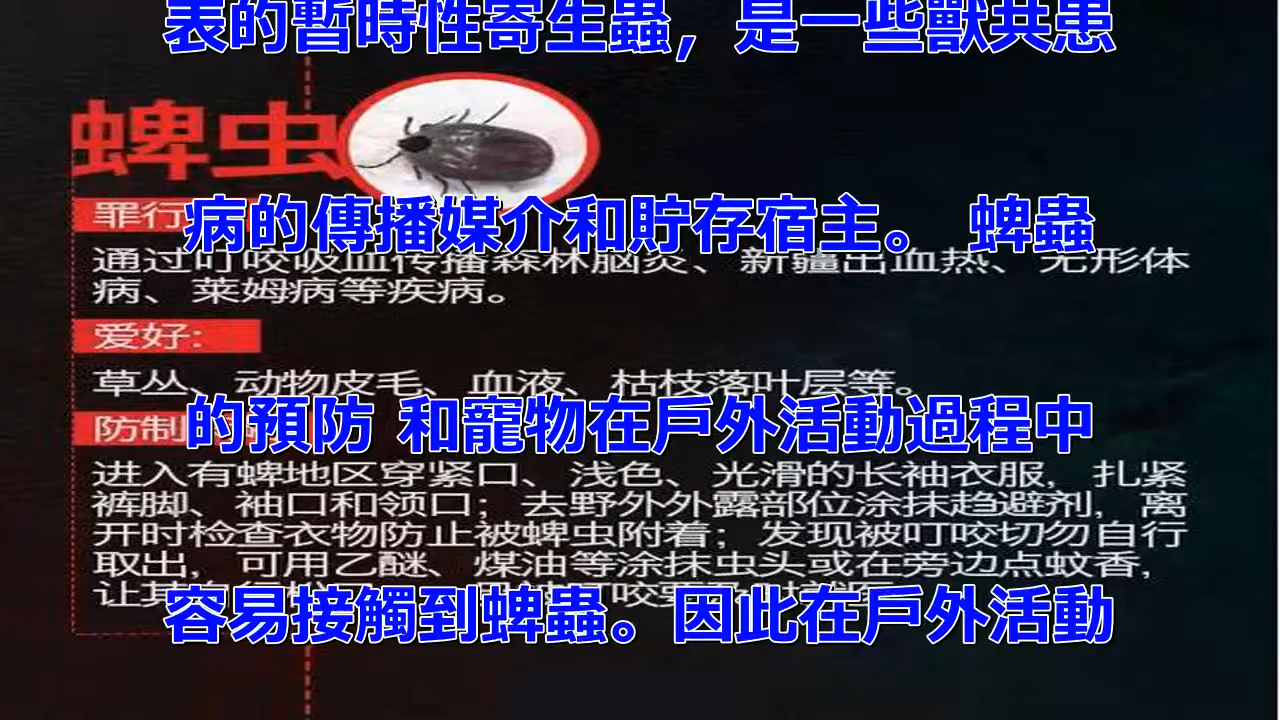 表的暫時性寄生蟲，是一些獸共患
蜱虫
罪行
病的傳播媒介和貯存宿主。 蜱蟲
通过叮咬吸血传播森林脑炎、新疆出血热、无形体
病、莱姆病等疾病。
爱好:
草丛、动物皮毛、血液、枯枝落叶层等。
防制
的預防 和寵物在戶外活動過程中
进入有蜱地区穿紧口、浅色、光滑的长袖衣服，扎紧
裤脚、袖口和领口；去野外外露部位涂抹趋避剂，离
开时检查衣物防止被蜱虫附着；发现被叮咬切勿自行
取出，可用乙醚、煤油等涂抹虫头或在旁边点蚊香，
让其
容易接觸到蜱蟲。因此在戶外活動